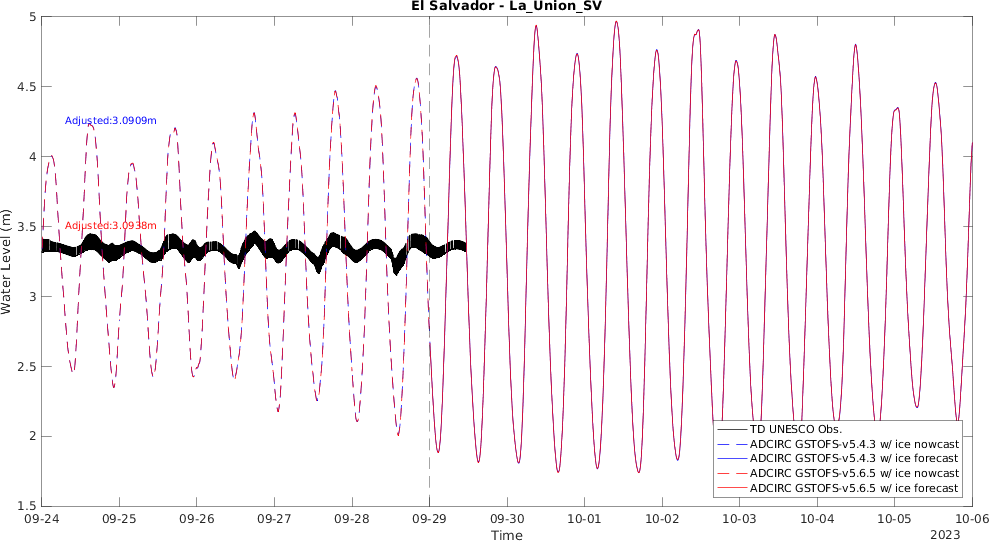 El Salvador - La_Union_SV
5
4.5
4
3.5
3
2.5
2
1.5
Water Level (m)
Adjusted:3.0909m
Adjusted:3.0938m
TD UNESCO Obs.
ADCIRC GSTOFS-v5.4.3 w/ ice nowcast
ADCIRC GSTOFS-v5.4.3 w/ ice forecast
ADCIRC GSTOFS-v5.6.5 w/ ice nowcast
ADCIRC GSTOFS-v5.6.5 w/ ice forecast
09-24 09-25 09-26 09-27 09-28 09-29 09-30 10-01 10-02 10-03 10-04 10-05 10-06
Time
2023